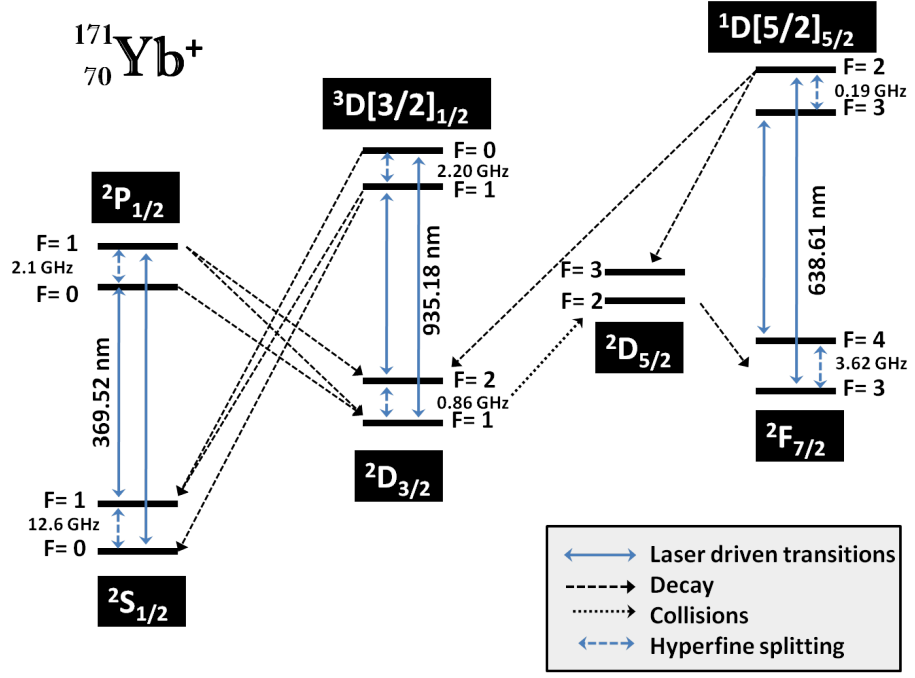 ¹⁷¹₇₀Yb⁺
¹D[5/2]₅/₂
F= 2
0.19 GHz
F= 3
³D[3/2]₁/₂
F= 0
2.20 GHz
F= 1
²P₁/₂
F= 1
2.1 GHz
F= 0
369.52 nm
935.18 nm
638.61 nm
F= 3
F= 2
²D₅/₂
F= 4
3.62 GHz
F= 3
²F₇/₂
F= 2
0.86 GHz
F= 1
²D₃/₂
F= 1
12.6 GHz
F= 0
²S₁/₂
Laser driven transitions
Decay
Collisions
Hyperfine splitting